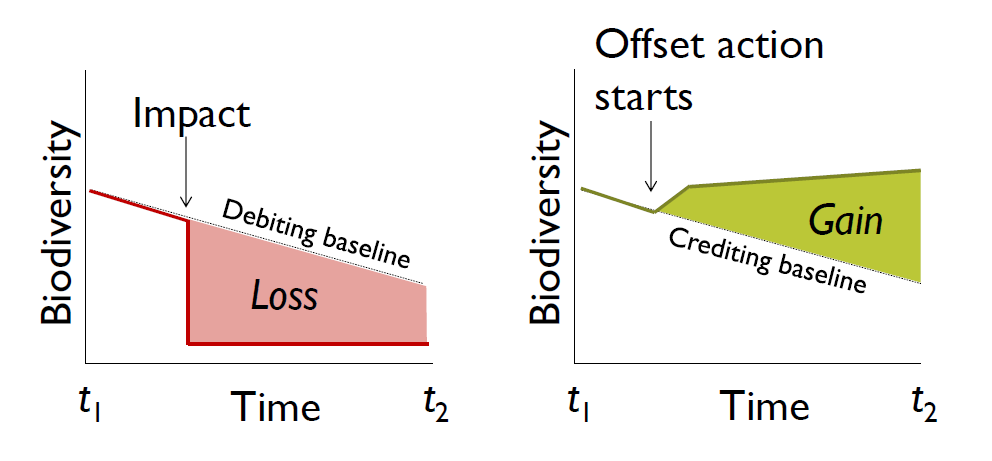 Impact
Debiting baseline
Loss
Biodiversity
t1
Time
t2
Offset action
starts
Gain
Crediting baseline
Biodiversity
t1
Time
t2